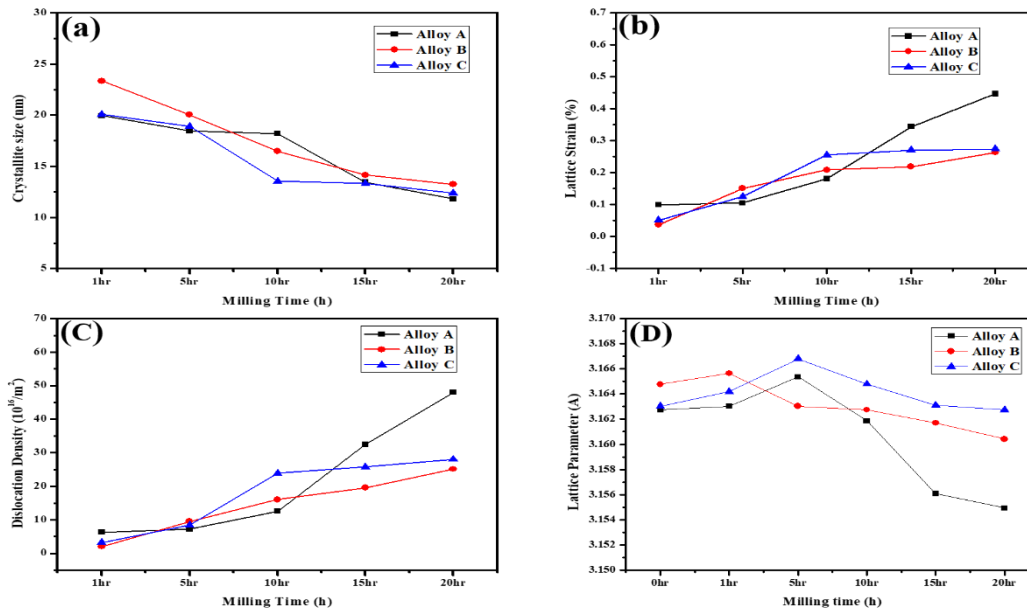 (a)
Alloy A
Alloy B
Alloy C
30
25
20
15
10
5
Crystallite size (nm)
1hr 5hr 10hr 15hr 20hr
Milling Time (h)
(b)
Alloy A
Alloy B
Alloy C
0.7
0.6
0.5
0.4
0.3
0.2
0.1
0.0
-0.1
Lattice Strain (%)
1hr 5hr 10hr 15hr 20hr
Milling Time (h)
(C)
Alloy A
Alloy B
Alloy C
70
60
50
40
30
20
10
0
Dislocation Density (10¹⁶/m²)
1hr 5hr 10hr 15hr 20hr
Milling Time (h)
(D)
Alloy A
Alloy B
Alloy C
3.170
3.168
3.166
3.164
3.162
3.160
3.158
3.156
3.154
3.152
3.150
Lattice Parameter (A)
0hr 1hr 5hr 10hr 15hr 20hr
Milling time (h)